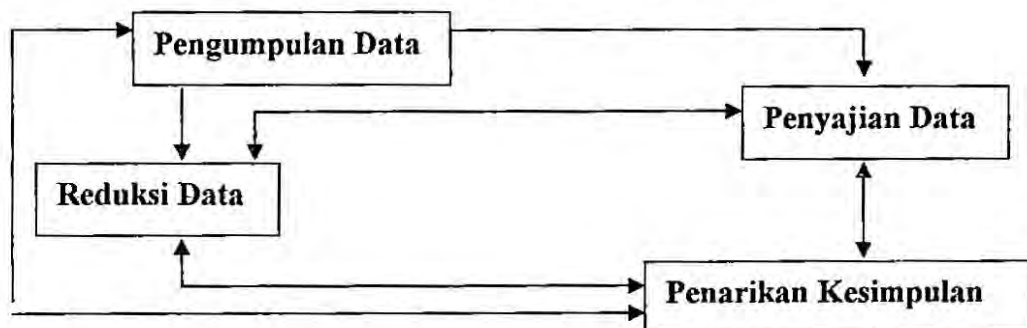 Pengumpulan Data
Penyajian Data
Reduksi Data
Penarikan Kesimpulan